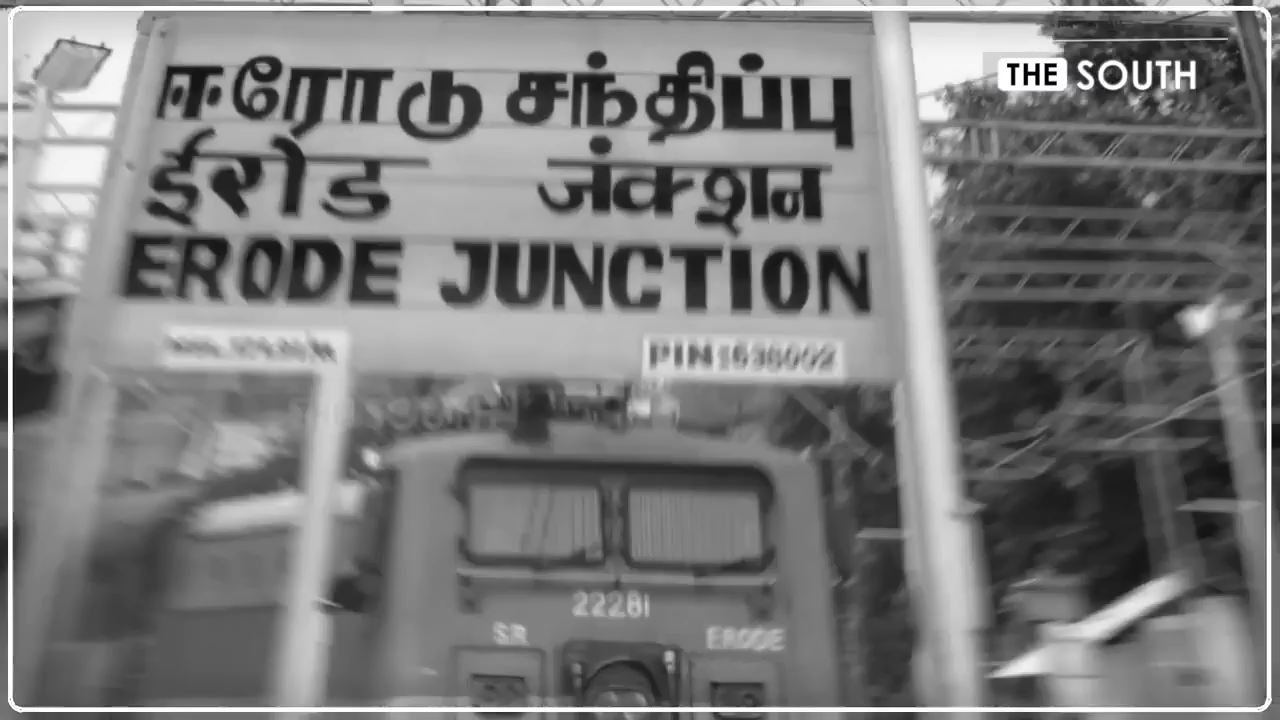 THE SOUTH
ஈரோடு சந்திப்பு
ईरोड जंक्शन
ERODE JUNCTION
PIN:638002
22281
SR ERODE